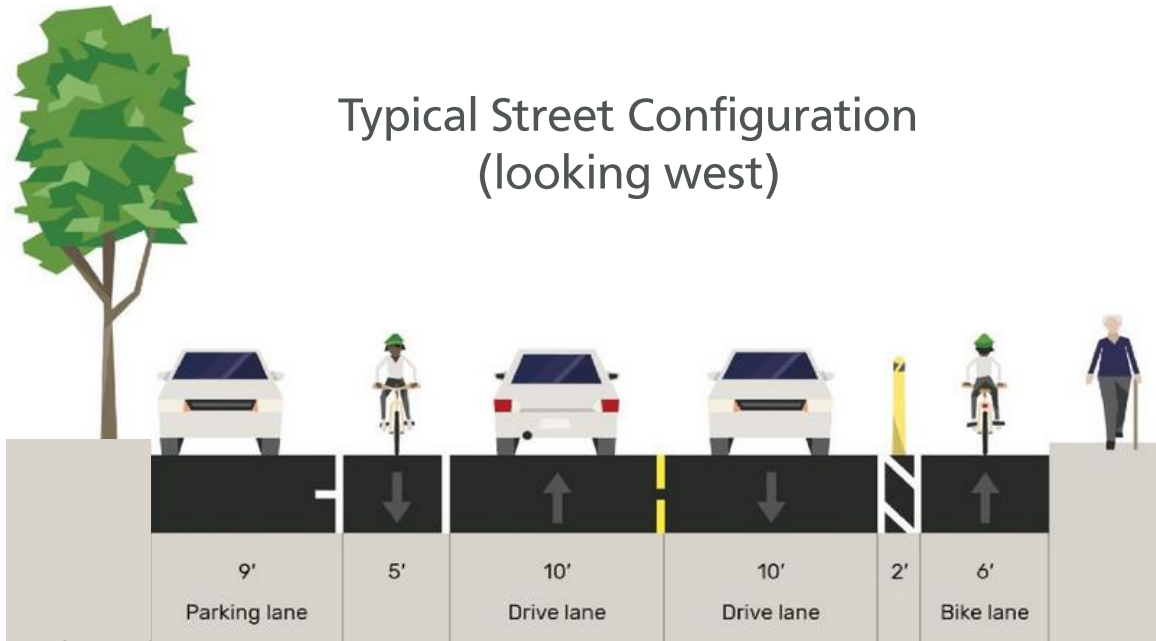 Typical Street Configuration
(looking west)
9′ 5′ 10′ 10′ 2′ 6′
Parking lane Drive lane Drive lane Bike lane